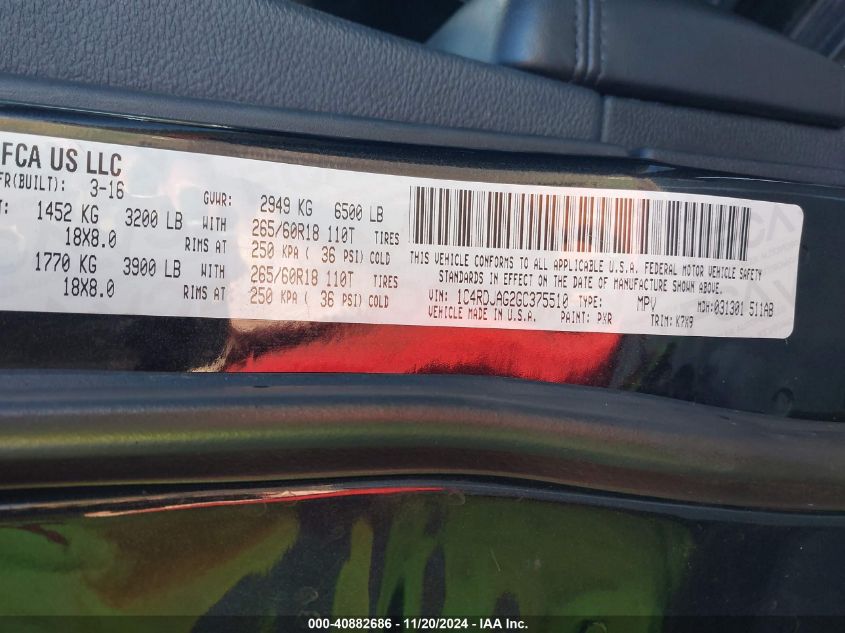 FCA US LLC
FR(BUILT): 3-16
GVWR: 2949 KG 6500 LB
T: 1452 KG 3200 LB WITH 265/60R18 110T TIRES
18X8.0 RIMS AT 250 KPA ( 36 PSI) COLD
1770 KG 3900 LB WITH 265/60R18 110T TIRES
18X8.0 RIMS AT 250 KPA ( 36 PSI) COLD
THIS VEHICLE CONFORMS TO ALL APPLICABLE U.S.A. FEDERAL MOTOR VEHICLE SAFETY
STANDARDS IN EFFECT ON THE DATE OF MANUFACTURE SHOWN ABOVE.
VIN: 1C4RDJAG2GC375510 TYPE: MPV MDH:031301 511AB
VEHICLE MADE IN U.S.A. PAINT: PXR TRIM: K7X9
000-40882686 - 11/20/2024 - IAA Inc.